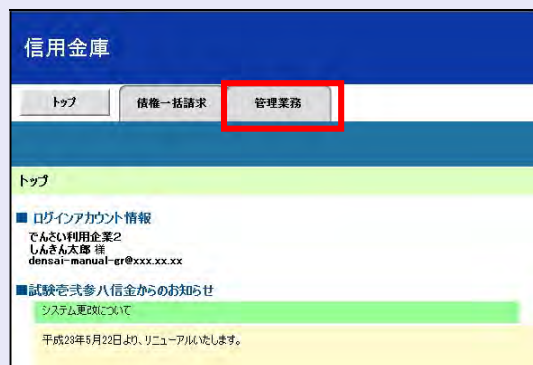 信用金庫
トップ
債権一括請求
管理業務
トップ
■ ログインアカウント情報
でんさい利用企業2
しんきん太郎 様
densai-manual-gr@xxx.xx.xx
■試験壱弐参八信金からのお知らせ
システム更改について
平成23年5月22日より、リニューアルいたします。